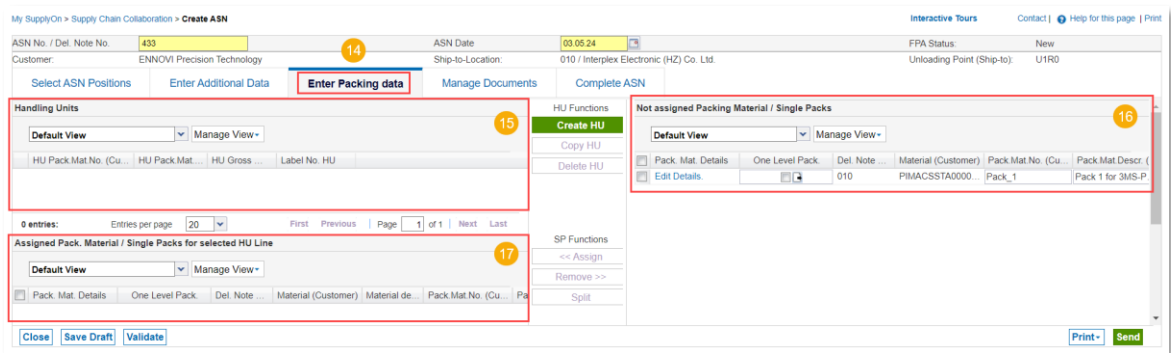 My SupplyOn > Supply Chain Collaboration > Create ASN
Interactive Tours
Contact | Help for this page | Print
ASN No. / Del. Note No.
433
ASN Date
03.05.24
FPA Status:
New
Customer:
ENNOVI Precision Technology
14
Ship-to-Location:
010 / Interplex Electronic (HZ) Co. Ltd.
Unloading Point (Ship-to):
U1R0
Select ASN Positions
Enter Additional Data
Enter Packing data
Manage Documents
Complete ASN
Handling Units
15
Default View
Manage View
HU Pack.Mat.No. (Cu...
HU Pack.Mat....
HU Gross ...
Label No. HU
0 entries:
Entries per page
20
First Previous | Page 1 of 1 | Next Last
Assigned Pack. Material / Single Packs for selected HU Line
17
Default View
Manage View
Pack. Mat. Details
One Level Pack.
Del. Note ...
Material (Customer)
Material de...
Pack.Mat.No. (Cu...
Pa
HU Functions
Create HU
Copy HU
Delete HU
SP Functions
<< Assign
Remove >>
Split
Not assigned Packing Material / Single Packs
16
Default View
Manage View
Pack. Mat. Details
One Level Pack.
Del. Note ...
Material (Customer)
Pack.Mat.No. (Cu...
Pack.Mat.Descr. (
Edit Details.
010
PIMACSSTA0000...
Pack_1
Pack 1 for 3MS-P
Close
Save Draft
Validate
Print
Send